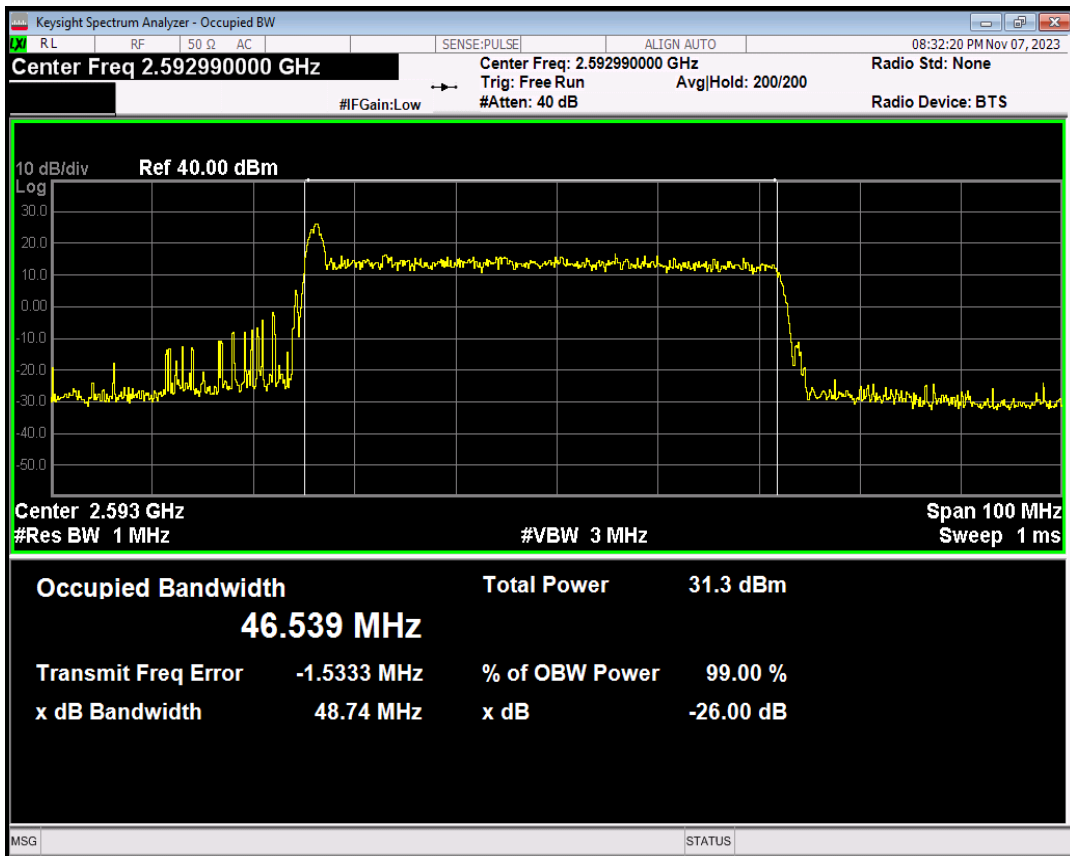 Keysight Spectrum Analyzer - Occupied BW
LXI RL RF 50 Ω AC SENSE:PULSE ALIGN AUTO 08:32:20 PM Nov 07, 2023
Center Freq 2.592990000 GHz Center Freq: 2.592990000 GHz Radio Std: None
Trig: Free Run Avg|Hold: 200/200
#IFGain:Low #Atten: 40 dB Radio Device: BTS
10 dB/div Ref 40.00 dBm
Log
30.0
20.0
10.0
0.00
-10.0
-20.0
-30.0
-40.0
-50.0
Center 2.593 GHz Span 100 MHz
#Res BW 1 MHz #VBW 3 MHz Sweep 1 ms
Occupied Bandwidth Total Power 31.3 dBm
46.539 MHz
Transmit Freq Error -1.5333 MHz % of OBW Power 99.00 %
x dB Bandwidth 48.74 MHz x dB -26.00 dB
MSG STATUS